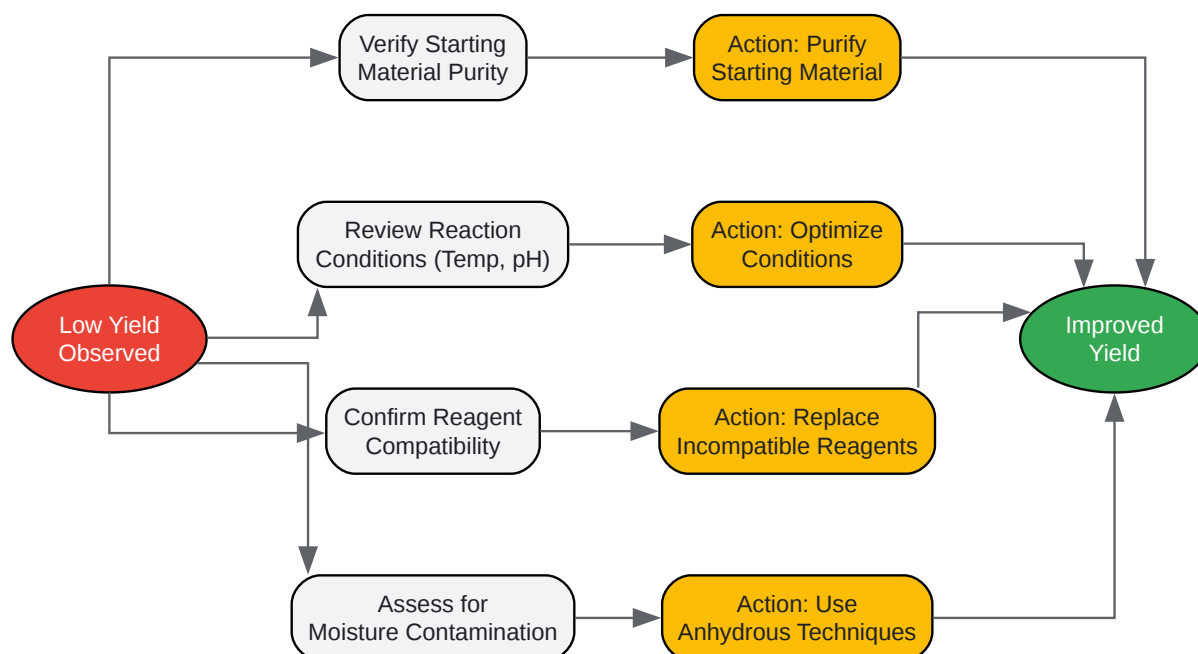 Verify Starting
Material Purity
Action: Purify
Starting Material
Review Reaction
Conditions (Temp, pH)
Action: Optimize
Conditions
Low Yield
Observed
Improved
Yield
Confirm Reagent
Compatibility
Action: Replace
Incompatible Reagents
Assess for
Moisture Contamination
Action: Use
Anhydrous Techniques